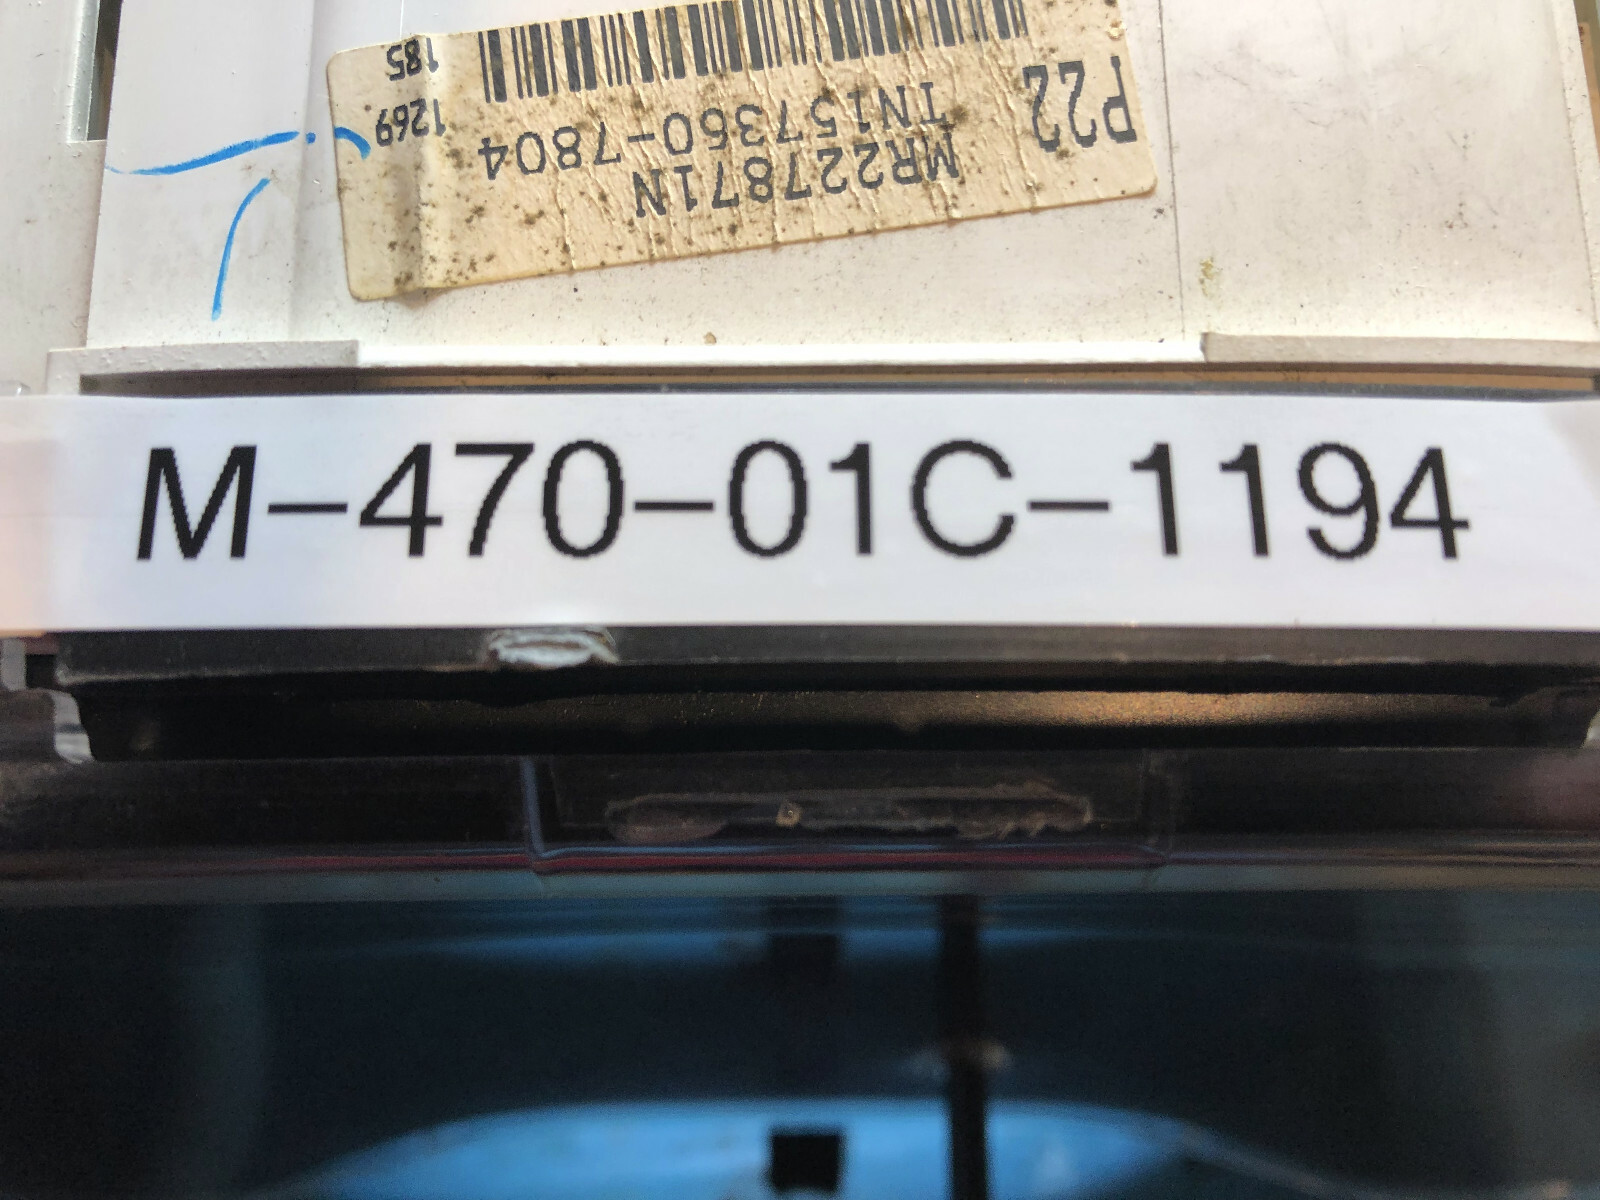 P22
MR227871N
TN157360-7804
1269
185
M-470-01C-1194